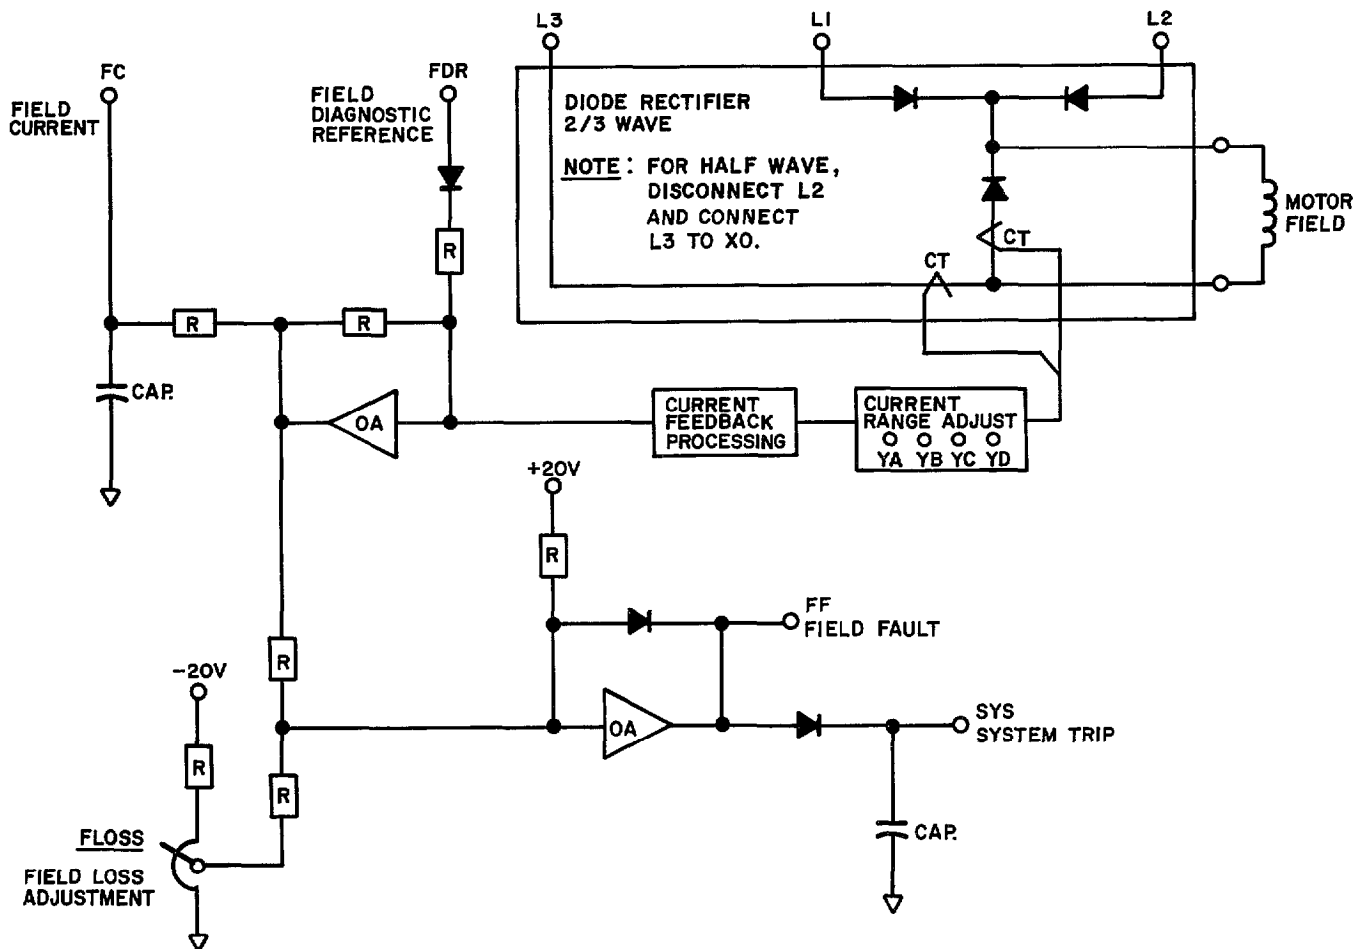 L3
L1
L2
FC
FIELD
CURRENT
FDR
FIELD
DIAGNOSTIC
REFERENCE
DIODE RECTIFIER
2/3 WAVE
NOTE: FOR HALF WAVE,
DISCONNECT L2
AND CONNECT
L3 TO XO.
CT
CT
MOTOR
FIELD
R
R
R
CAP.
OA
CURRENT
FEEDBACK
PROCESSING
CURRENT
RANGE ADJUST
YA YB YC YD
+20V
R
FF
FIELD FAULT
R
-20V
OA
SYS
SYSTEM TRIP
R
R
CAP.
FLOSS
FIELD LOSS
ADJUSTMENT